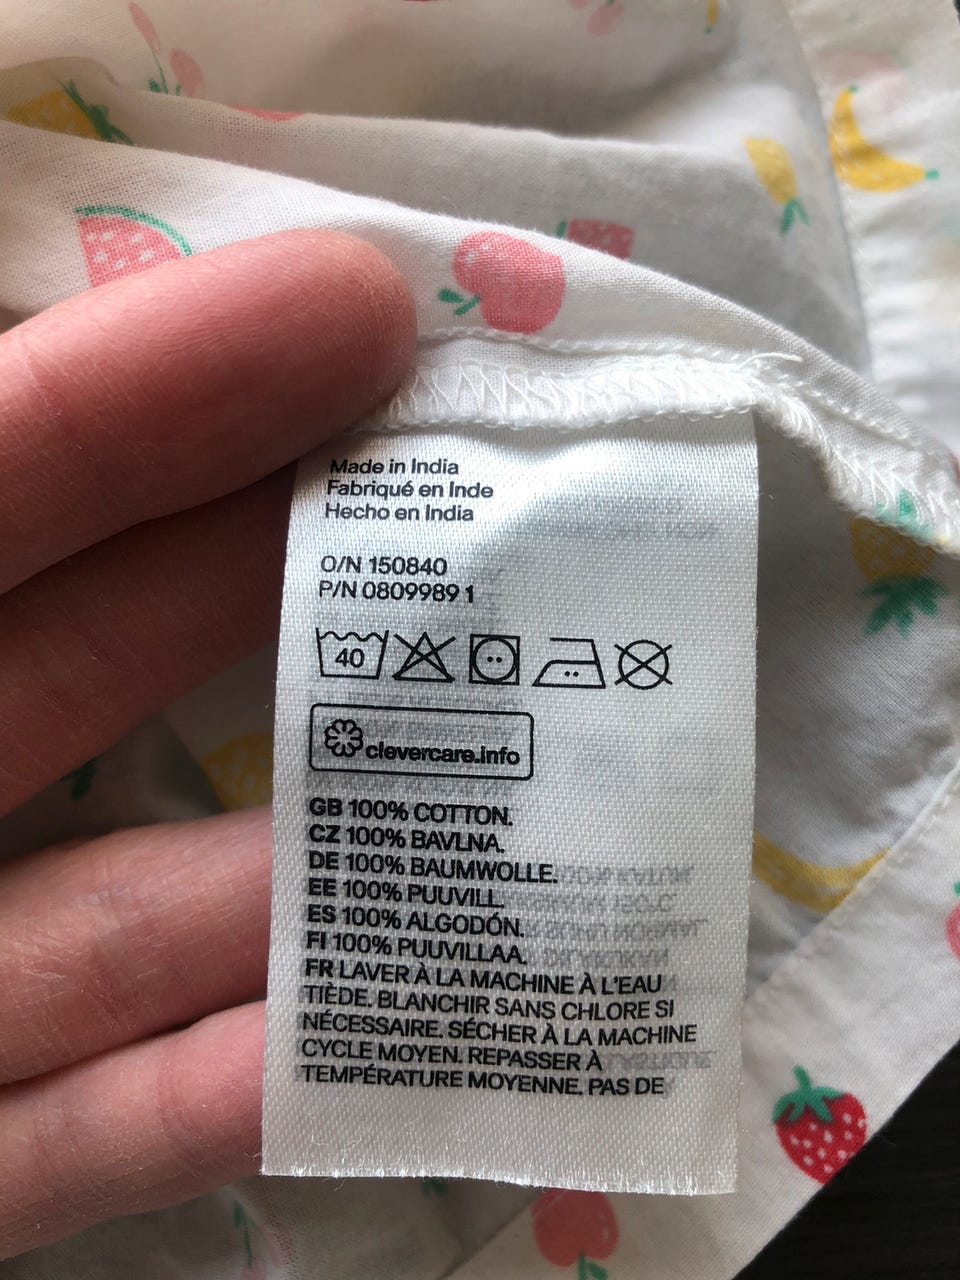 Made in India
Fabriqué en Inde
Hecho en India
O/N 150840
P/N 0809989 1
40
clevercare.info
GB 100% COTTON.
CZ 100% BAVLNA.
DE 100% BAUMWOLLE.
EE 100% PUUVILL.
ES 100% ALGODÓN.
FI 100% PUUVILLAA.
FR LAVER À LA MACHINE À L'EAU
TIÈDE. BLANCHIR SANS CHLORE SI
NÉCESSAIRE. SÉCHER À LA MACHINE
CYCLE MOYEN. REPASSER À
TEMPÉRATURE MOYENNE. PAS DE